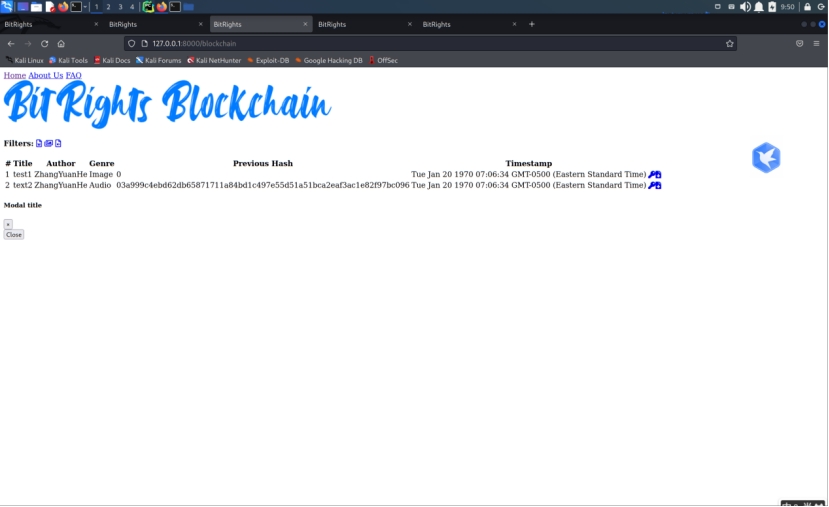 1 2 3 4 9:50
BitRights × BitRights × BitRights × BitRights × BitRights × +
127.0.0.1:8000/blockchain
Kali Linux Kali Tools Kali Docs Kali Forums Kali NetHunter Exploit-DB Google Hacking DB OffSec
Home About Us FAQ
BitRights Blockchain
Filters:
# Title Author Genre Previous Hash Timestamp
1 test1 ZhangYuanHe Image 0 Tue Jan 20 1970 07:06:34 GMT-0500 (Eastern Standard Time)
2 text2 ZhangYuanHe Audio 03a999c4ebd62db65871711a84bd1c497e55d51a51bca2eaf3ac1e82f97bc096 Tue Jan 20 1970 07:06:34 GMT-0500 (Eastern Standard Time)
Modal title
×
Close